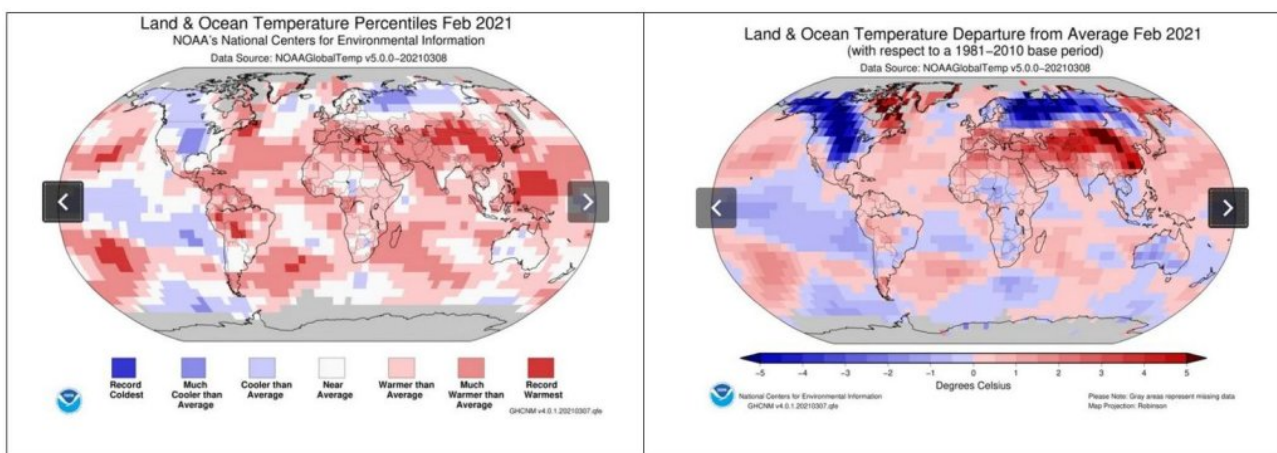 Land & Ocean Temperature Percentiles Feb 2021
NOAA's National Centers for Environmental Information
Data Source: NOAAGlobalTemp v5.0.0−20210308
Record
Coldest
Much
Cooler than
Average
Cooler than
Average
Near
Average
Warmer than
Average
Much
Warmer than
Average
Record
Warmest
GHCNM v4.0.1.20210307.qfe
Land & Ocean Temperature Departure from Average Feb 2021
(with respect to a 1981−2010 base period)
Data Source: NOAAGlobalTemp v5.0.0−20210308
−5 −4 −3 −2 −1 0 1 2 3 4 5
Degrees Celsius
National Centers for Environmental Information
GHCNM v4.0.1.20210307.qfe
Please Note: Gray areas represent missing data
Map Projection: Robinson